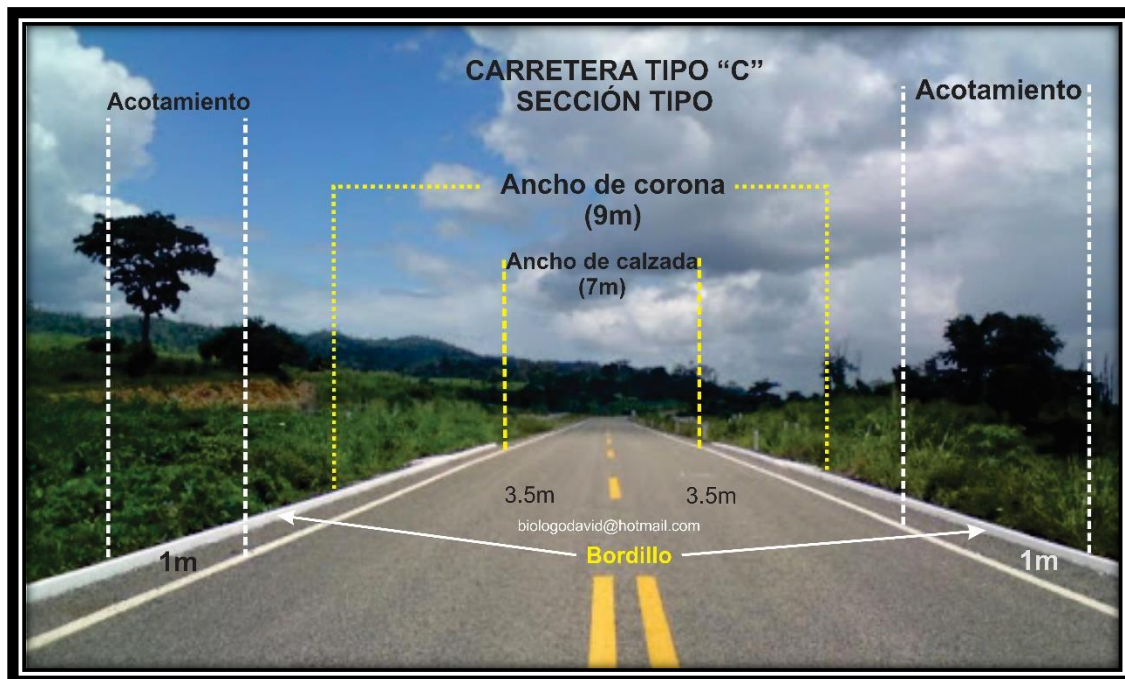 CARRETERA TIPO “C”
SECCIÓN TIPO
Acotamiento
Acotamiento
Ancho de corona
(9m)
Ancho de calzada
(7m)
3.5m
3.5m
biologodavid@hotmail.com
Bordillo
1m
1m